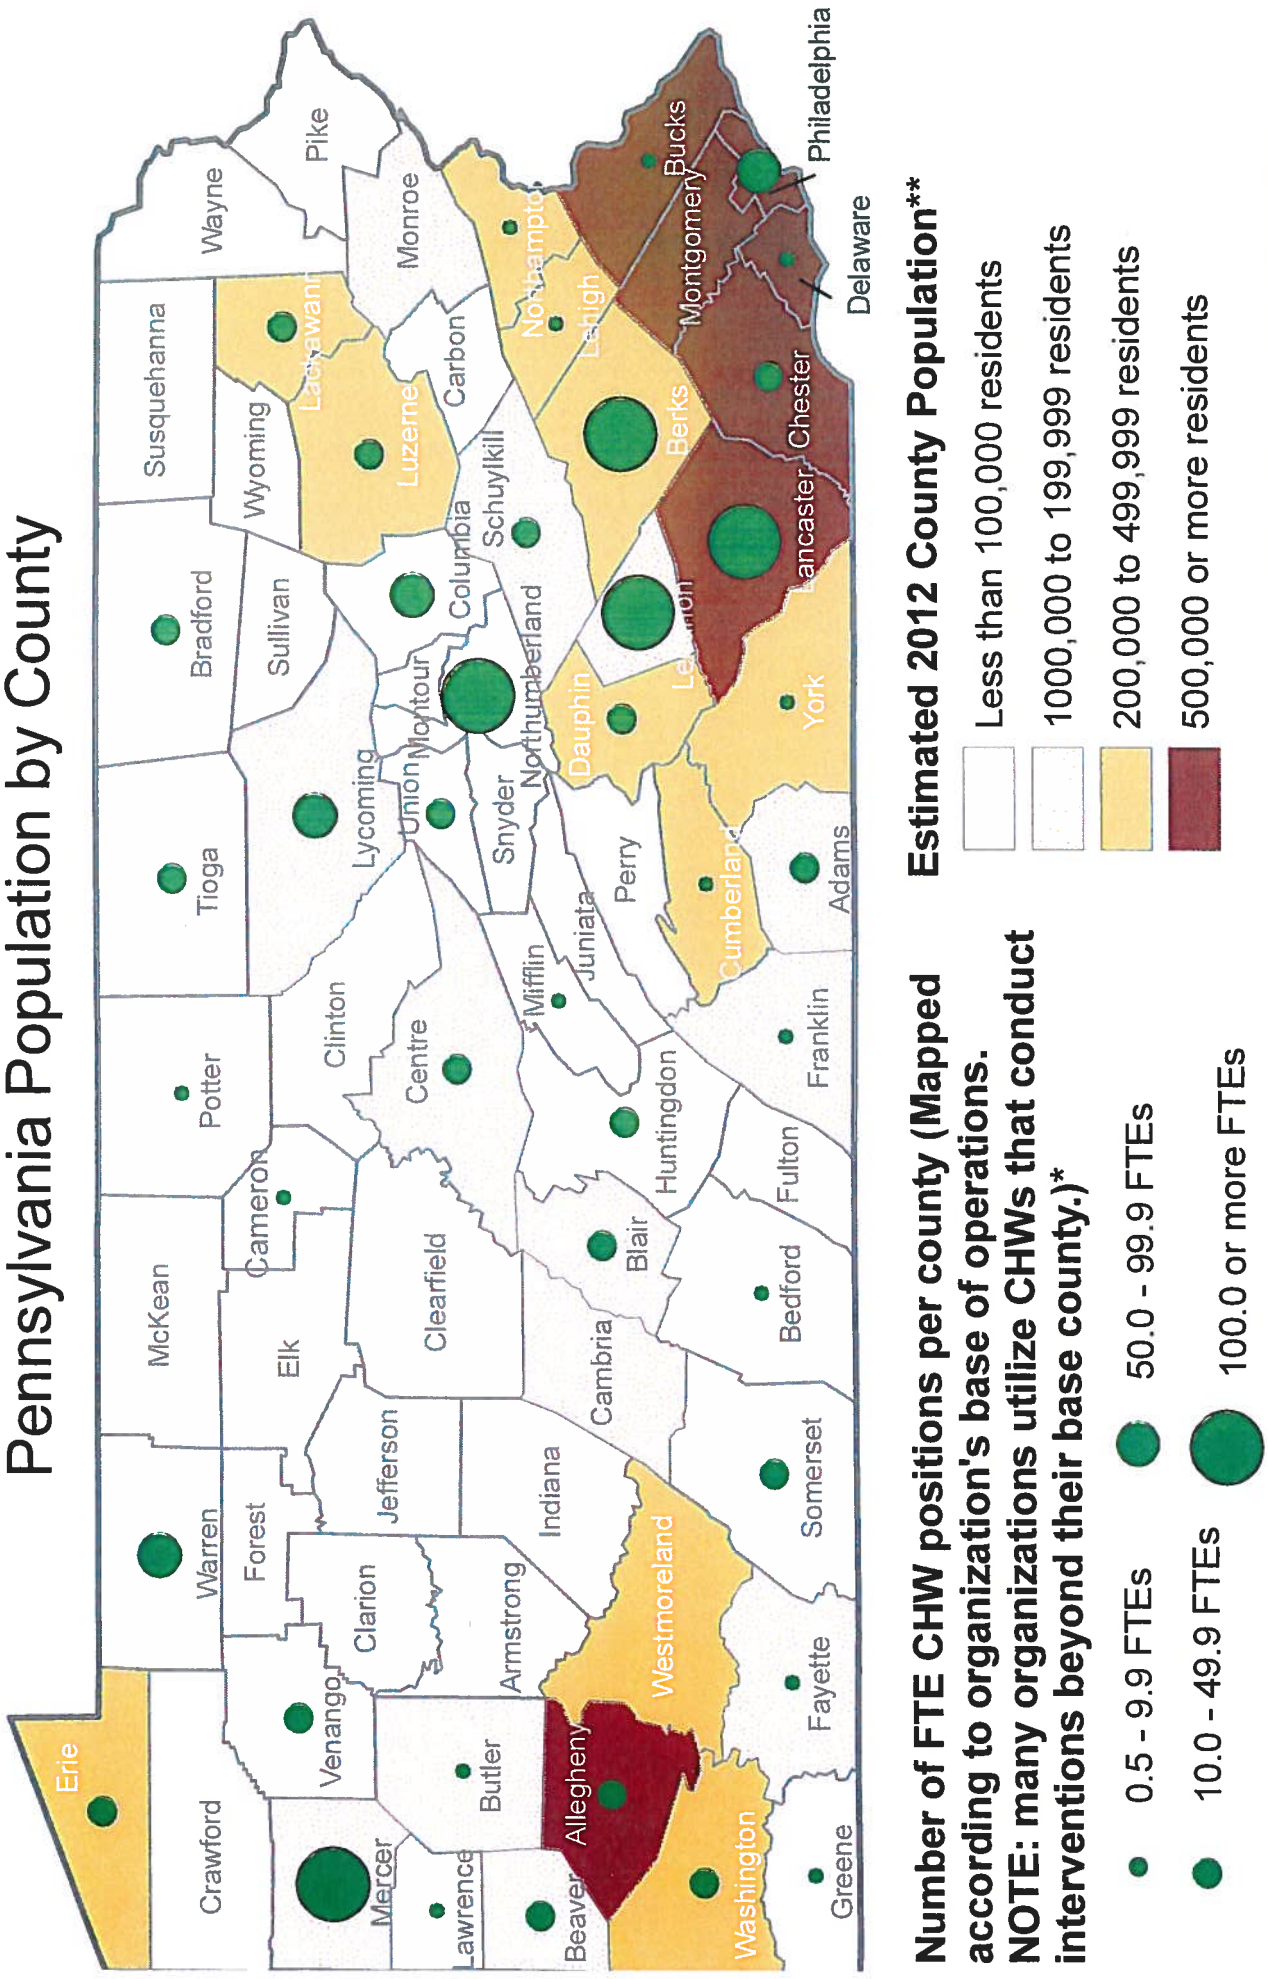 Pennsylvania Population by County
Erie
McKean
Susquehanna
Crawford
Warren
Potter
Tioga
Bradford
Wayne
Forest
Cameron
Wyoming
Elk
Sullivan
Pike
Venango
Clinton
Lackawann
Clarion
Lycoming
Mercer
Jefferson
Centre
Union
Montour
Luzerne
Monroe
Clearfield
Columbia
Carbon
Lawrence
Butler
Armstrong
Snyder
Schuylkill
Indiana
Mifflin
Northumberland
Northampto
Beaver
Allegheny
Juniata
Dauphin
Lehigh
Cambria
Perry
Blair
Westmoreland
Huntingdon
Berks
Bucks
Montgomery
Cumberland
Washington
Bedford
Fulton
Somerset
York
Lancaster
Chester
Fayette
Franklin
Philadelphia
Greene
Adams
Delaware
Number of FTE CHW positions per county (Mapped
according to organization's base of operations.
NOTE: many organizations utilize CHWs that conduct
interventions beyond their base county.)*
0.5 - 9.9 FTEs
50.0 - 99.9 FTEs
10.0 - 49.9 FTEs
100.0 or more FTEs
Estimated 2012 County Population**
Less than 100,000 residents
1000,000 to 199,999 residents
200,000 to 499,999 residents
500,000 or more residents